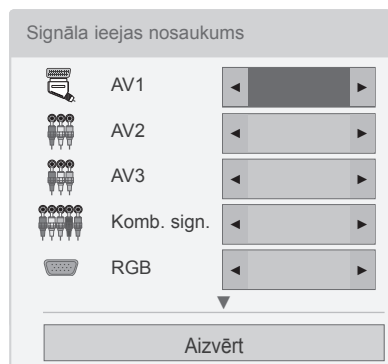 Signāla ieejas nosaukums
AV1
AV2
AV3
Komb. sign.
RGB
Aizvērt